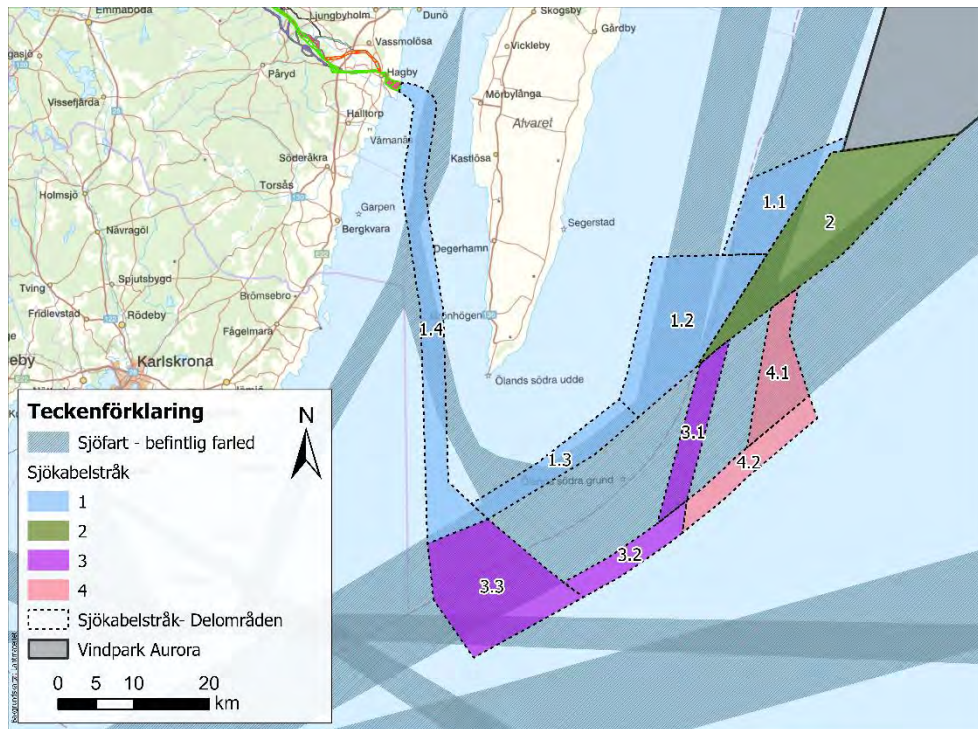 Emmaboda
Ljungbyholm
Dunö
Skogsby
Gårdby
Vassmolösa
Vickleby
Påryd
Hagby
Mörbylånga
Vissefjärda
Halltorp
Alvaret
Värnanäs
Söderåkra
Kastlösa
1.1
Holmsjö
Torsås
Garpen
Segerstad
Nävragöl
Bergkvara
2
Degerhamn
Spjutsbygd
Tving
Brömsebro
Fridlevstad
Rödeby
1.4
1.2
Fågelmara
Karlskrona
Ölands södra udde
4.1
Teckenförklaring
N
3.1
Sjöfart - befintlig farled
1.3
4.2
Sjökabelstråk
Ölands södra grund
1
2
3
3.2
4
3.3
Sjökabelstråk- Delområden
Vindpark Aurora
0 5 10 20
km